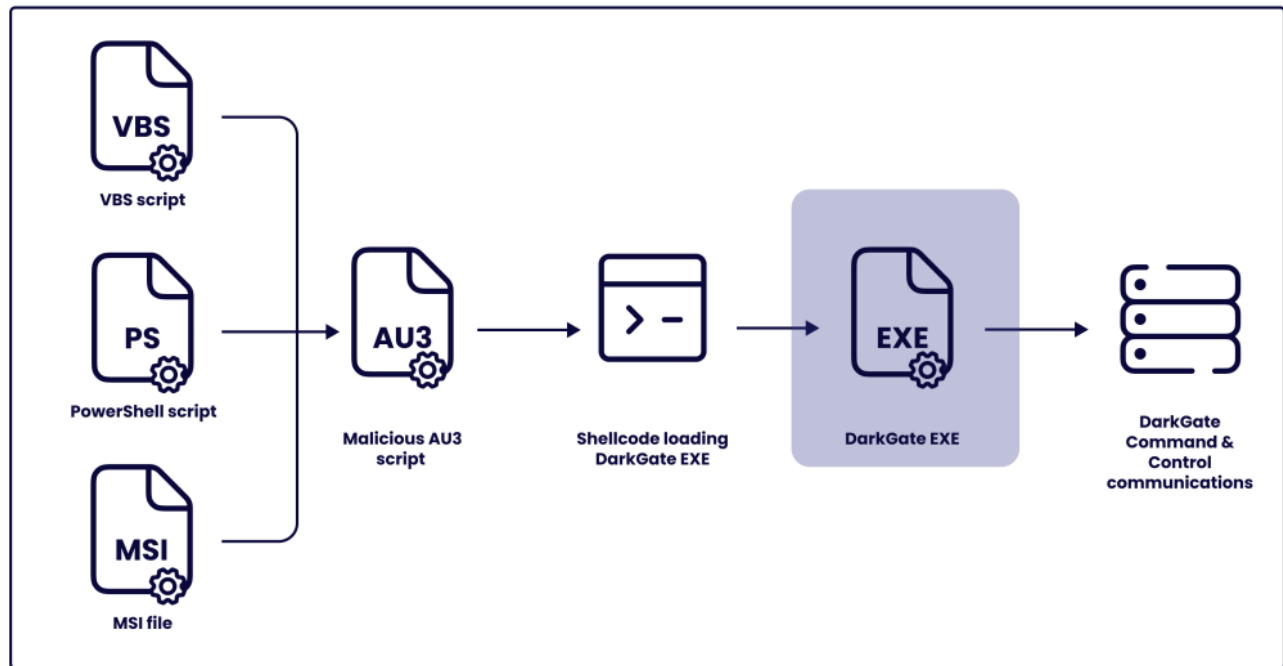 VBS
VBS script
PS
PowerShell script
MSI
MSI file
AU3
Malicious AU3
script
Shellcode loading
DarkGate EXE
EXE
DarkGate EXE
DarkGate
Command &
Control
communications